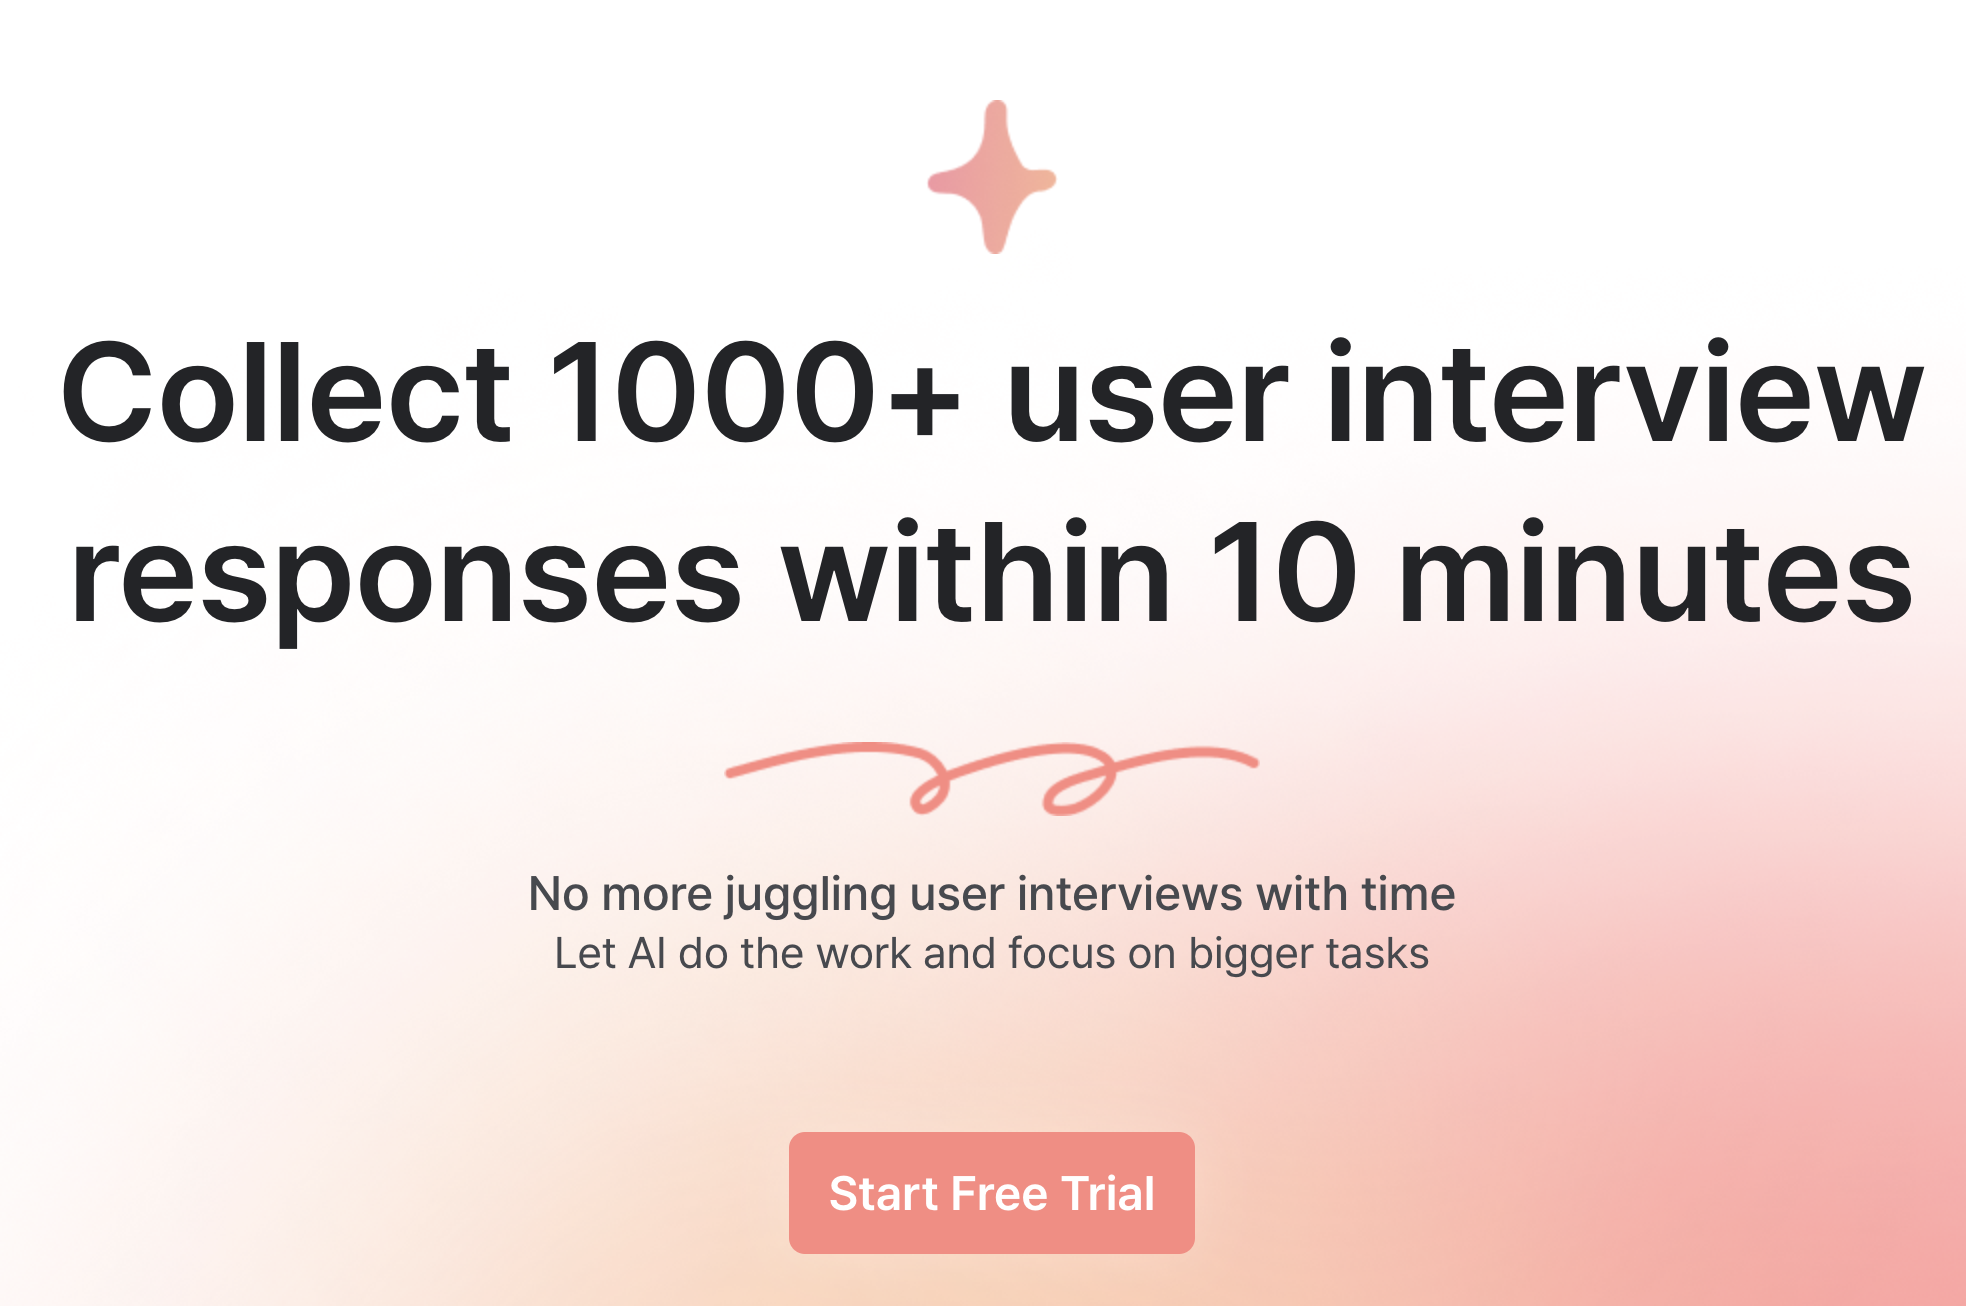 Collect 1000+ user interview
responses within 10 minutes
No more juggling user interviews with time
Let AI do the work and focus on bigger tasks
Start Free Trial